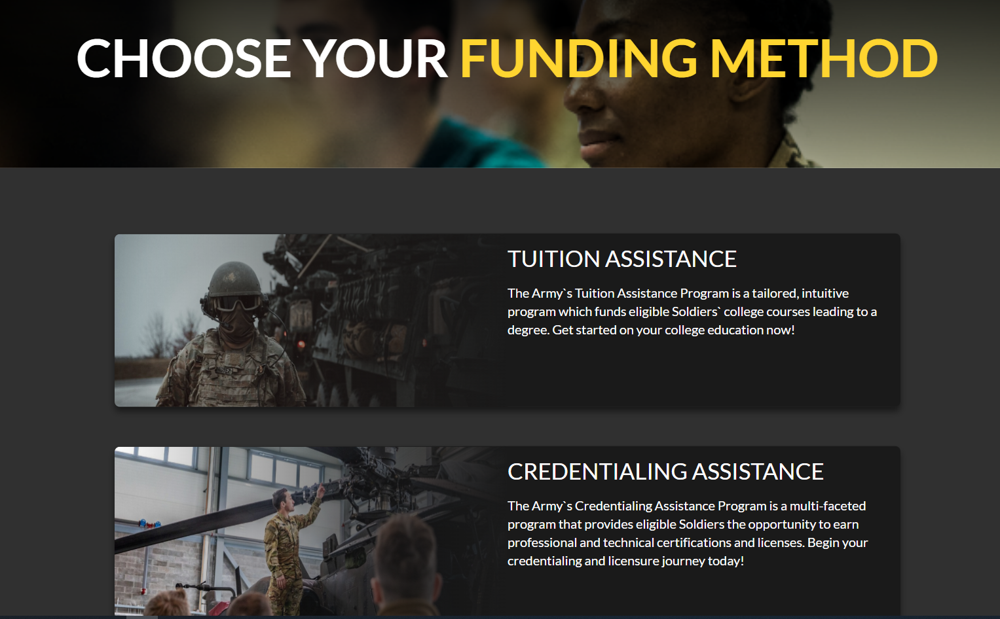 CHOOSE YOUR FUNDING METHOD
TUITION ASSISTANCE
The Army`s Tuition Assistance Program is a tailored, intuitive
program which funds eligible Soldiers` college courses leading to a
degree. Get started on your college education now!
CREDENTIALING ASSISTANCE
The Army`s Credentialing Assistance Program is a multi-faceted
program that provides eligible Soldiers the opportunity to earn
professional and technical certifications and licenses. Begin your
credentialing and licensure journey today!